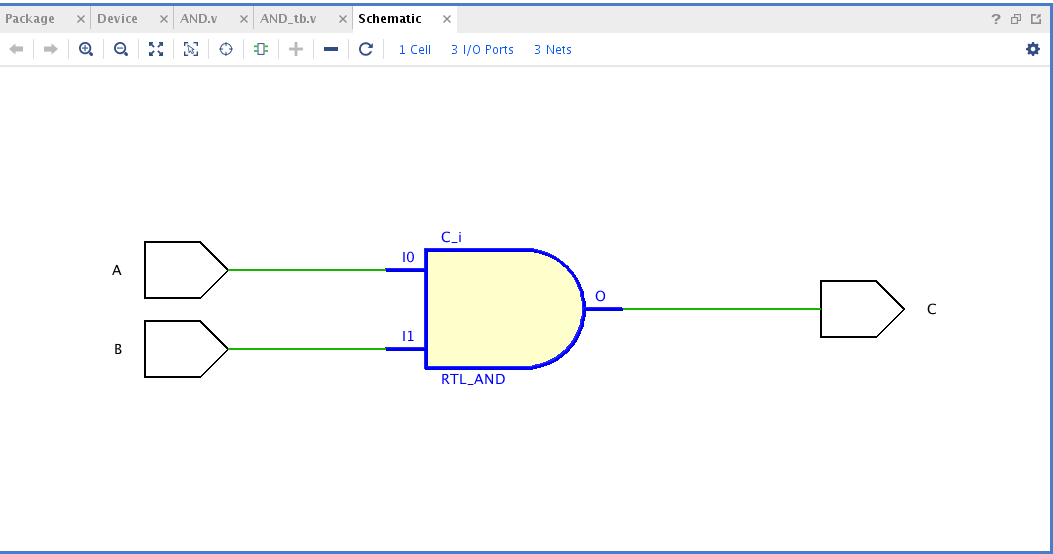 Package Device AND.v AND_tb.v Schematic
1 Cell 3 I/O Ports 3 Nets
C_i
I0
A
O
C
I1
B
RTL_AND